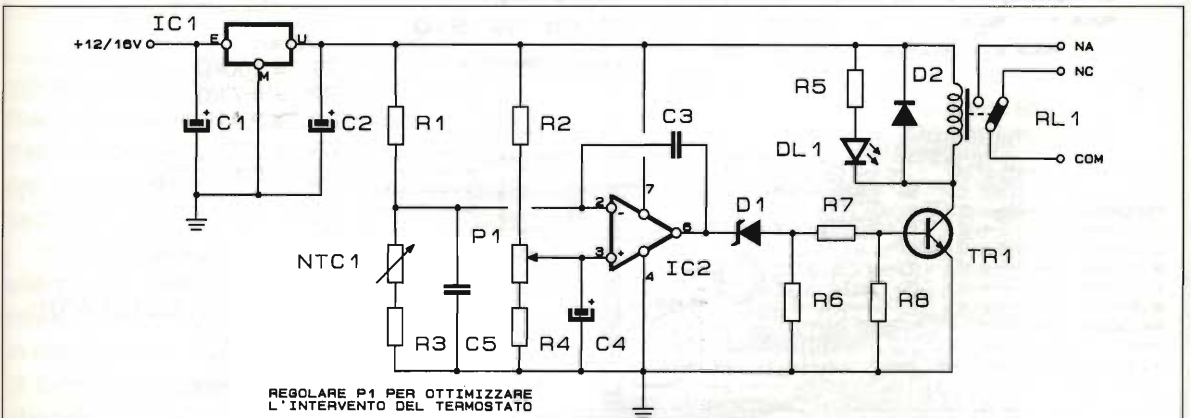 IC1
+12/16V
E
U
M
C1
C2
R1
R2
C3
R5
D2
NA
NC
RL1
COM
DL1
7
2
-
3
+
6
4
IC2
P1
D1
R7
TR1
NTC1
R3
C5
R4
C4
R6
R8
REGOLARE P1 PER OTTIMIZZARE
L'INTERVENTO DEL TERMOSTATO